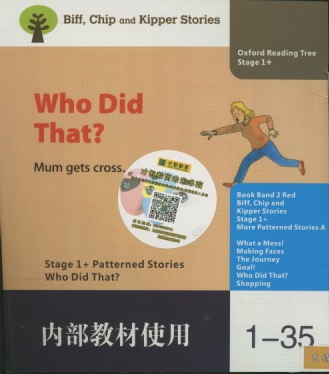 Biff, Chip and Kipper Stories
Oxford Reading Tree
Stage 1+
Who Did
That?
Mum gets cross.
Book Band 2 Red
Biff, Chip and
Kipper Stories
Stage 1+
More Patterned Stories A
What a Mess!
Making Faces
The Journey
Goal!
Who Did That?
Shopping
Stage 1+ Patterned Stories
Who Did That?
内部教材使用
1-35